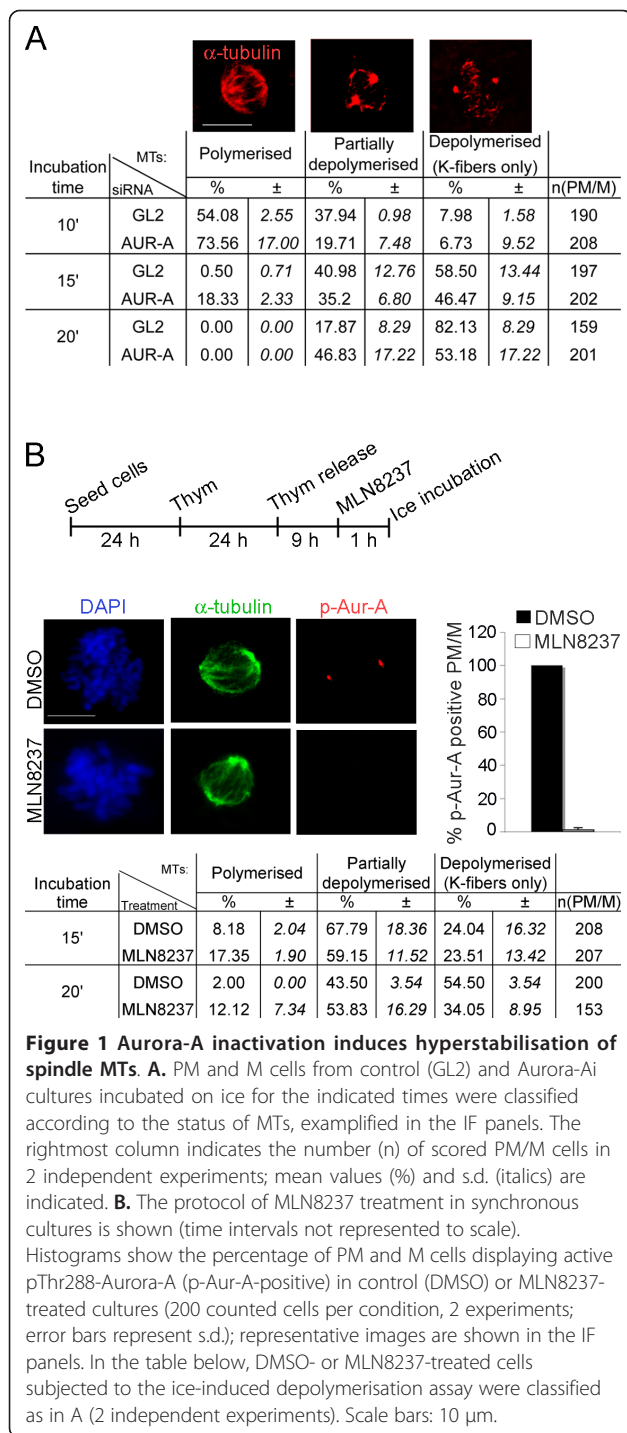 A
α-tubulin
Incubation time | MTs: siRNA | Polymerised | Partially depolymerised | Depolymerised (K-fibers only) |
% ± % ± % ± n(PM/M)
10' GL2 54.08 2.55 37.94 0.98 7.98 1.58 190
AUR-A 73.56 17.00 19.71 7.48 6.73 9.52 208
15' GL2 0.50 0.71 40.98 12.76 58.50 13.44 197
AUR-A 18.33 2.33 35.2 6.80 46.47 9.15 202
20' GL2 0.00 0.00 17.87 8.29 82.13 8.29 159
AUR-A 0.00 0.00 46.83 17.22 53.18 17.22 201
B
Seed cells Thym Thym release MLN8237 Ice incubation
24 h 24 h 9 h 1 h
DAPI α-tubulin p-Aur-A
DMSO
MLN8237
DMSO
MLN8237
% p-Aur-A positive PM/M
120
100
80
60
40
20
0
Incubation time | MTs: Treatment | Polymerised | Partially depolymerised | Depolymerised (K-fibers only) |
% ± % ± % ± n(PM/M)
15' DMSO 8.18 2.04 67.79 18.36 24.04 16.32 208
MLN8237 17.35 1.90 59.15 11.52 23.51 13.42 207
20' DMSO 2.00 0.00 43.50 3.54 54.50 3.54 200
MLN8237 12.12 7.34 53.83 16.29 34.05 8.95 153
Figure 1 Aurora-A inactivation induces hyperstabilisation of
spindle MTs. A. PM and M cells from control (GL2) and Aurora-Ai
cultures incubated on ice for the indicated times were classified
according to the status of MTs, examplified in the IF panels. The
rightmost column indicates the number (n) of scored PM/M cells in
2 independent experiments; mean values (%) and s.d. (italics) are
indicated. B. The protocol of MLN8237 treatment in synchronous
cultures is shown (time intervals not represented to scale).
Histograms show the percentage of PM and M cells displaying active
pThr288-Aurora-A (p-Aur-A-positive) in control (DMSO) or MLN8237-
treated cultures (200 counted cells per condition, 2 experiments;
error bars represent s.d.); representative images are shown in the IF
panels. In the table below, DMSO- or MLN8237-treated cells
subjected to the ice-induced depolymerisation assay were classified
as in A (2 independent experiments). Scale bars: 10 μm.